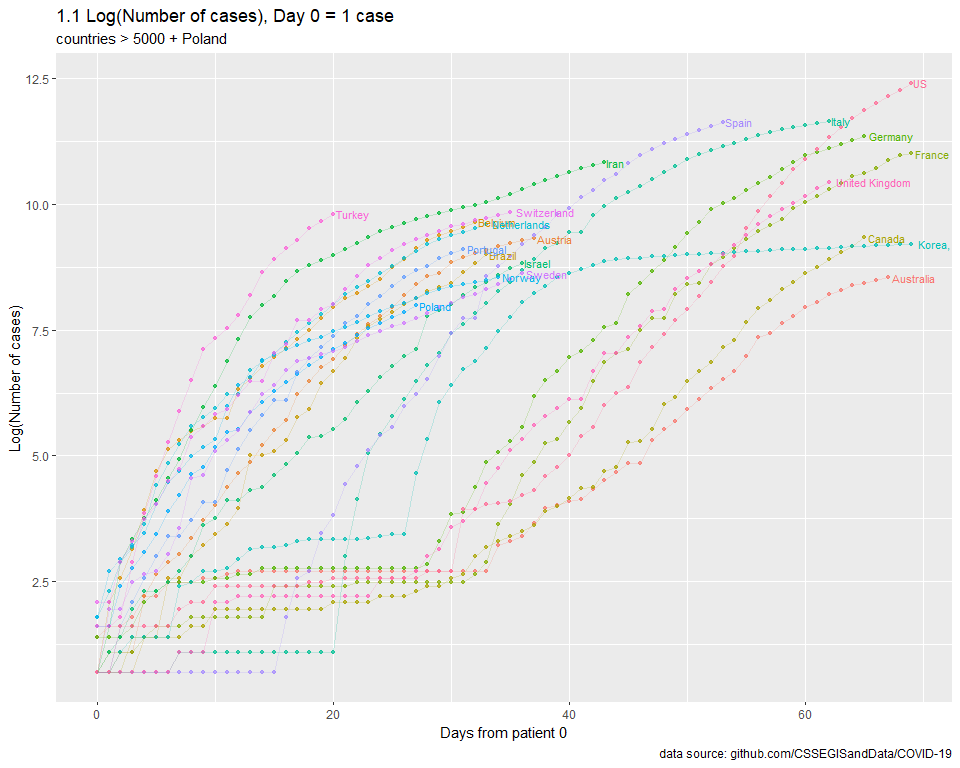 1.1 Log(Number of cases), Day 0 = 1 case
countries > 5000 + Poland
12.5
10.0
7.5
5.0
2.5
Log(Number of cases)
US
Spain
Italy
Germany
France
Iran
United Kingdom
Turkey
Switzerland
Belgium
Netherlands
Austria
Canada
Korea,
Portugal
Brazil
Israel
Sweden
Norway
Australia
Poland
0
20
40
60
Days from patient 0
data source: github.com/CSSEGISandData/COVID-19